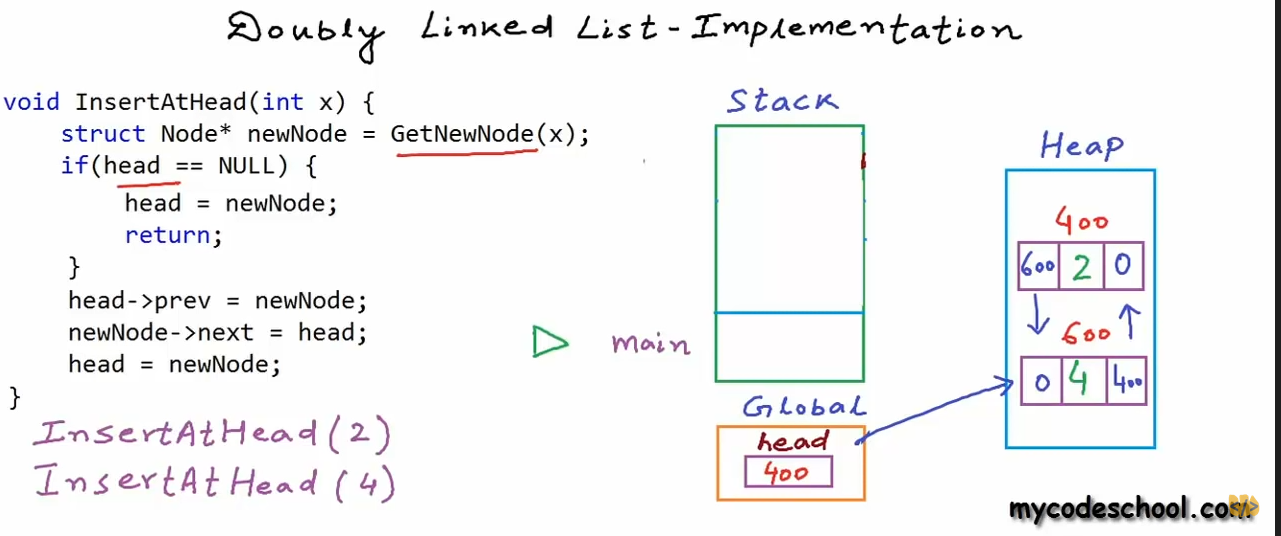 Doubly Linked List - Implementation
void InsertAtHead(int x) {
struct Node* newNode = GetNewNode(x);
if(head == NULL) {
head = newNode;
return;
}
head->prev = newNode;
newNode->next = head;
head = newNode;
}
InsertAtHead(2)
InsertAtHead(4)
Stack
main
Global
head
400
Heap
400
600 2 0
600
0 4 400
mycodeschool.com